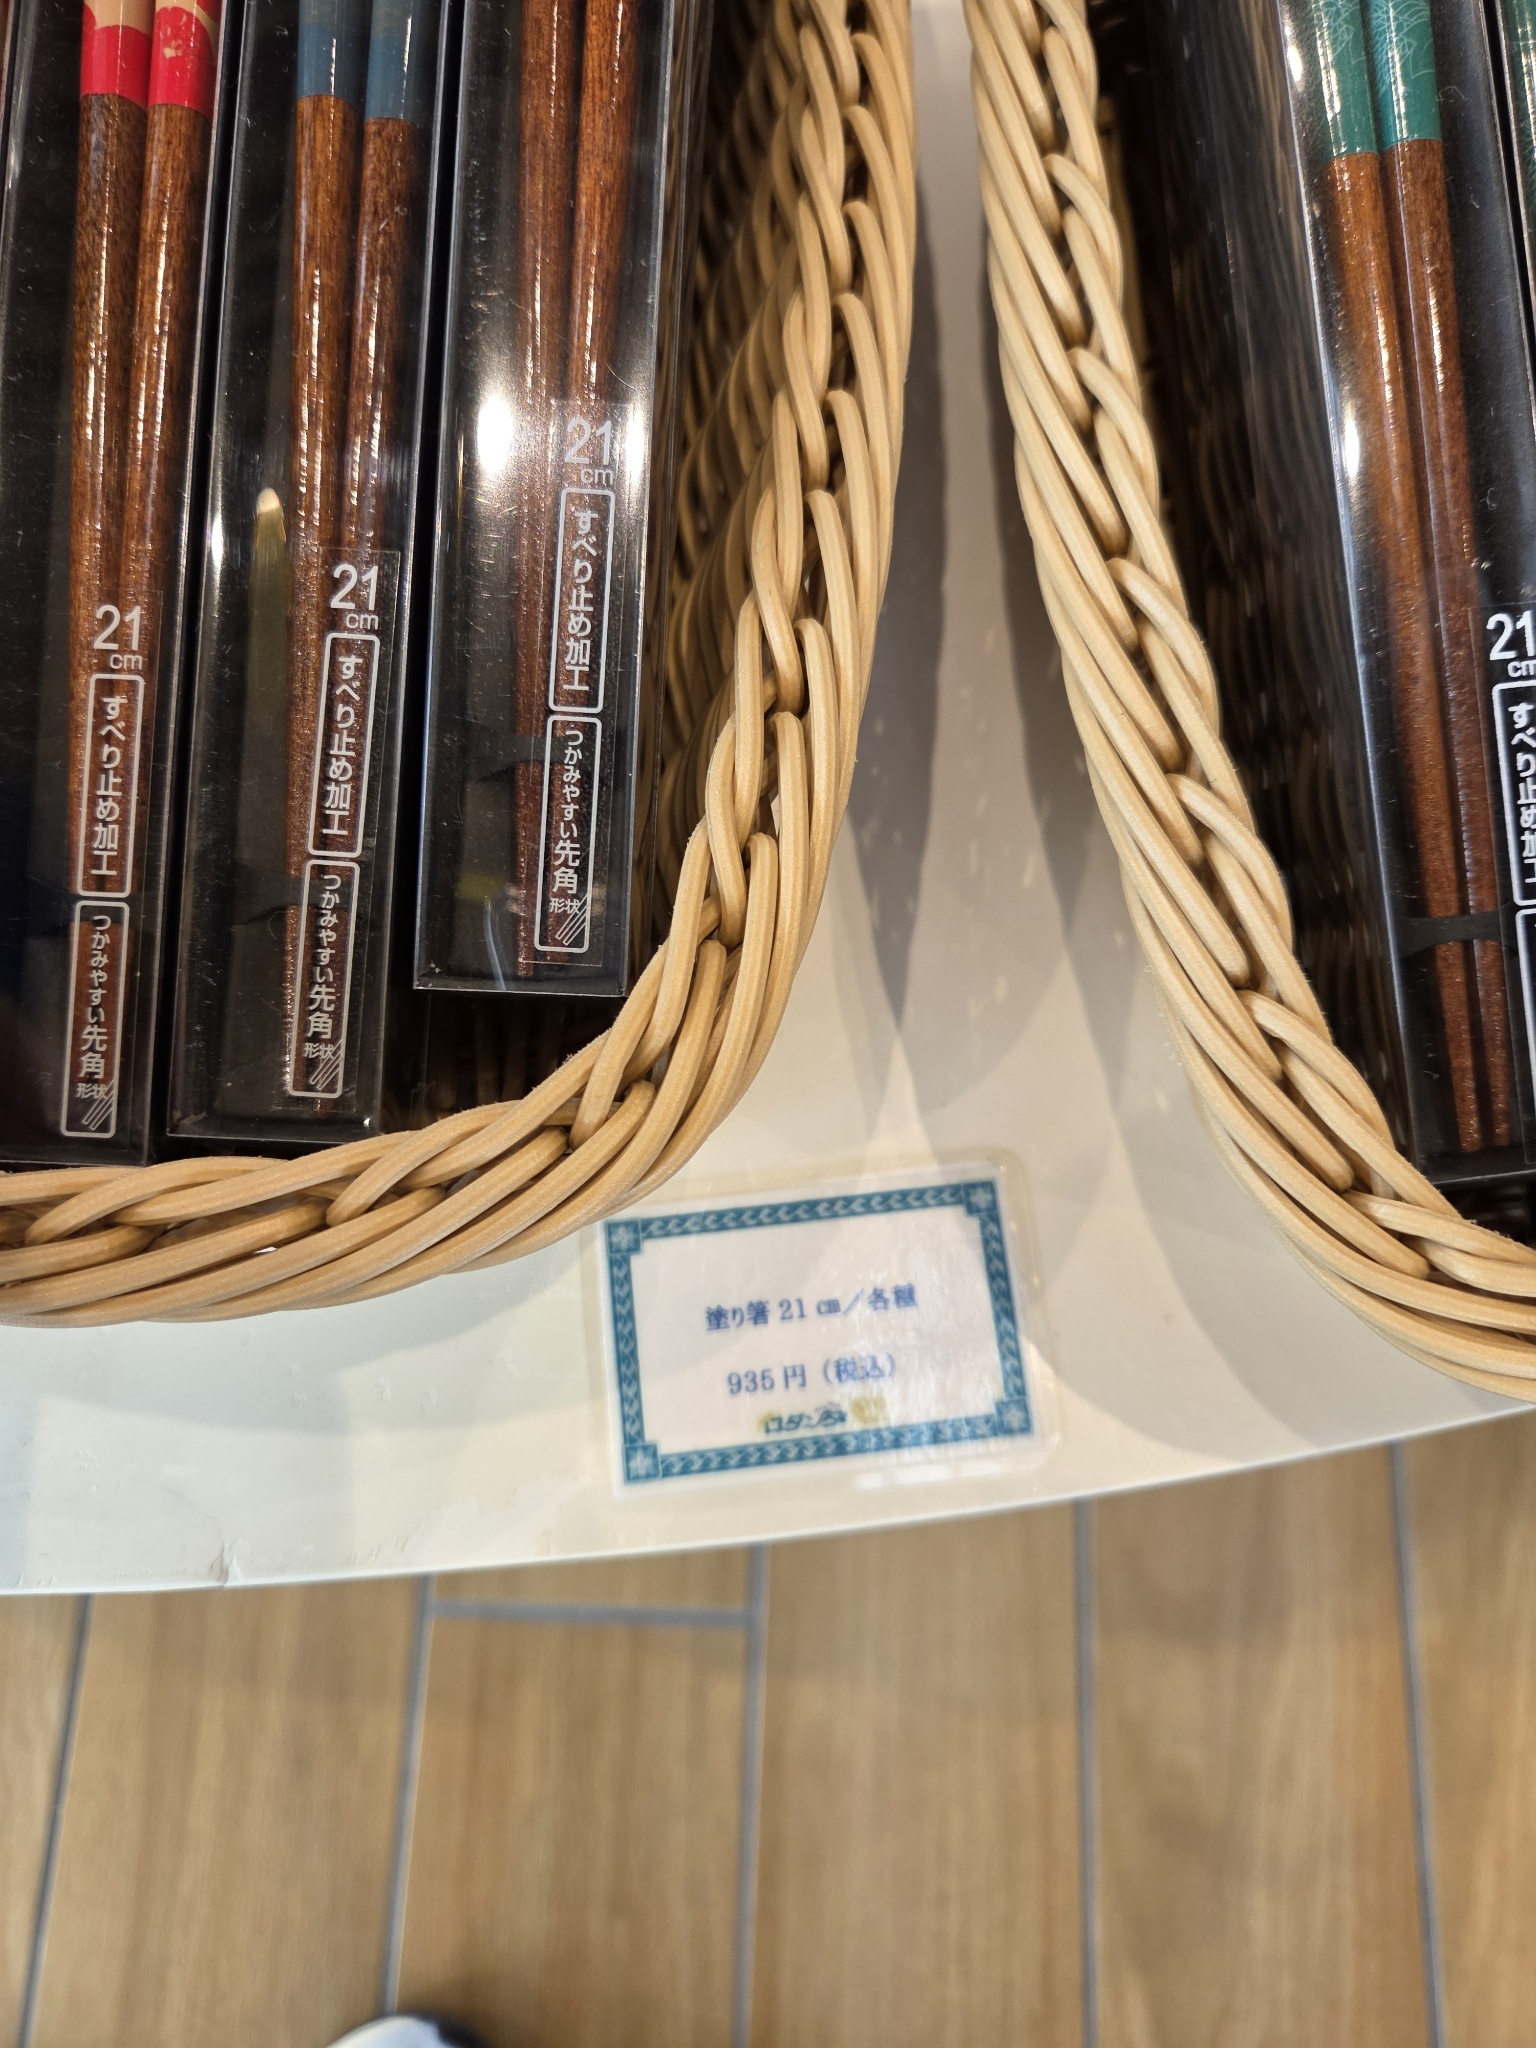 21
cm
すべり止め加工
つかみやすい先角
形状
21
cm
すべり止め加工
つかみやすい先角
形状
21
cm
すべり止め加工
つかみやすい先角
形状
21
cm
すべり止め加工
塗り箸 21 ㎝／各種
935 円（税込）